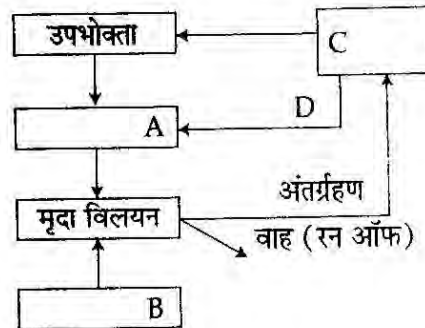 उपभोक्ता
C
A
D
मृदा विलयन
अंतर्ग्रहण
वाह (रन ऑफ)
B